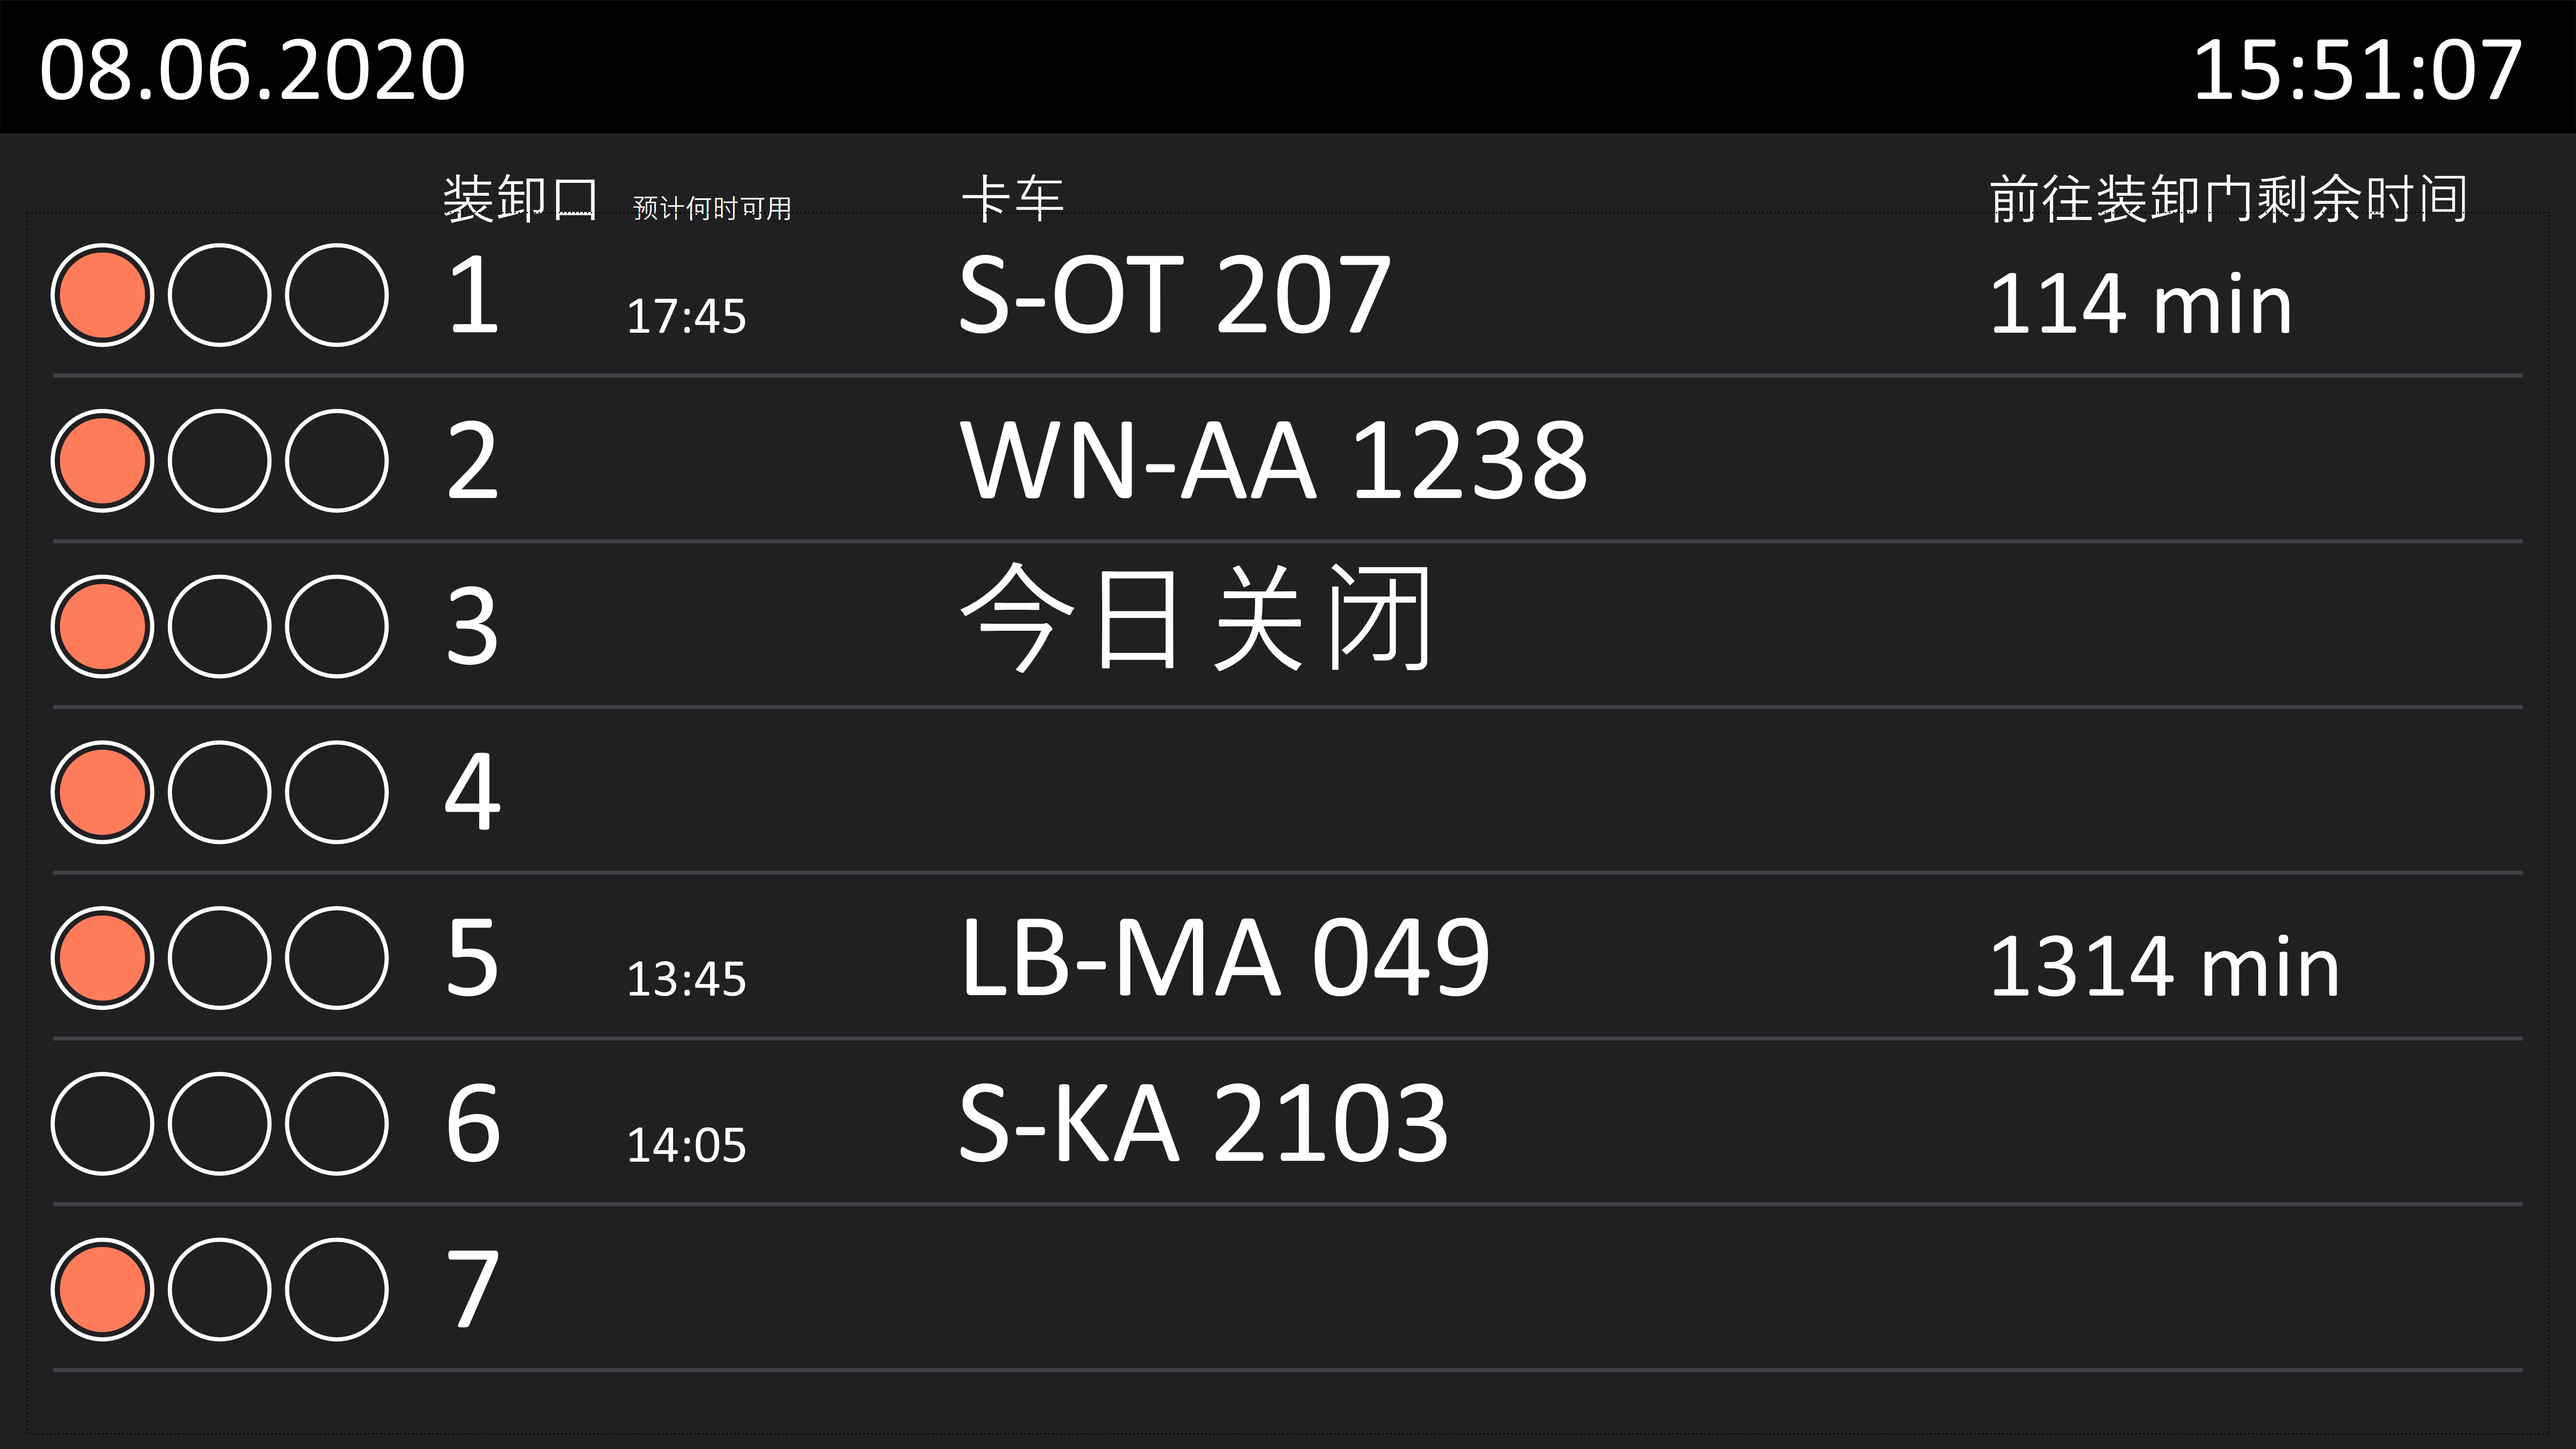 08.06.2020 15:51:07
装卸口 预计何时可用 卡车 前往装卸门剩余时间
1 17:45 S-OT 207 114 min
2 WN-AA 1238
3 今日关闭
4
5 13:45 LB-MA 049 1314 min
6 14:05 S-KA 2103
7